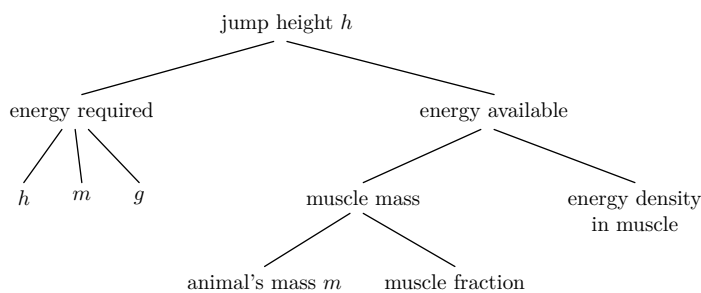 jump height h
energy required
energy available
h
m
g
muscle mass
energy density
in muscle
animal's mass m
muscle fraction